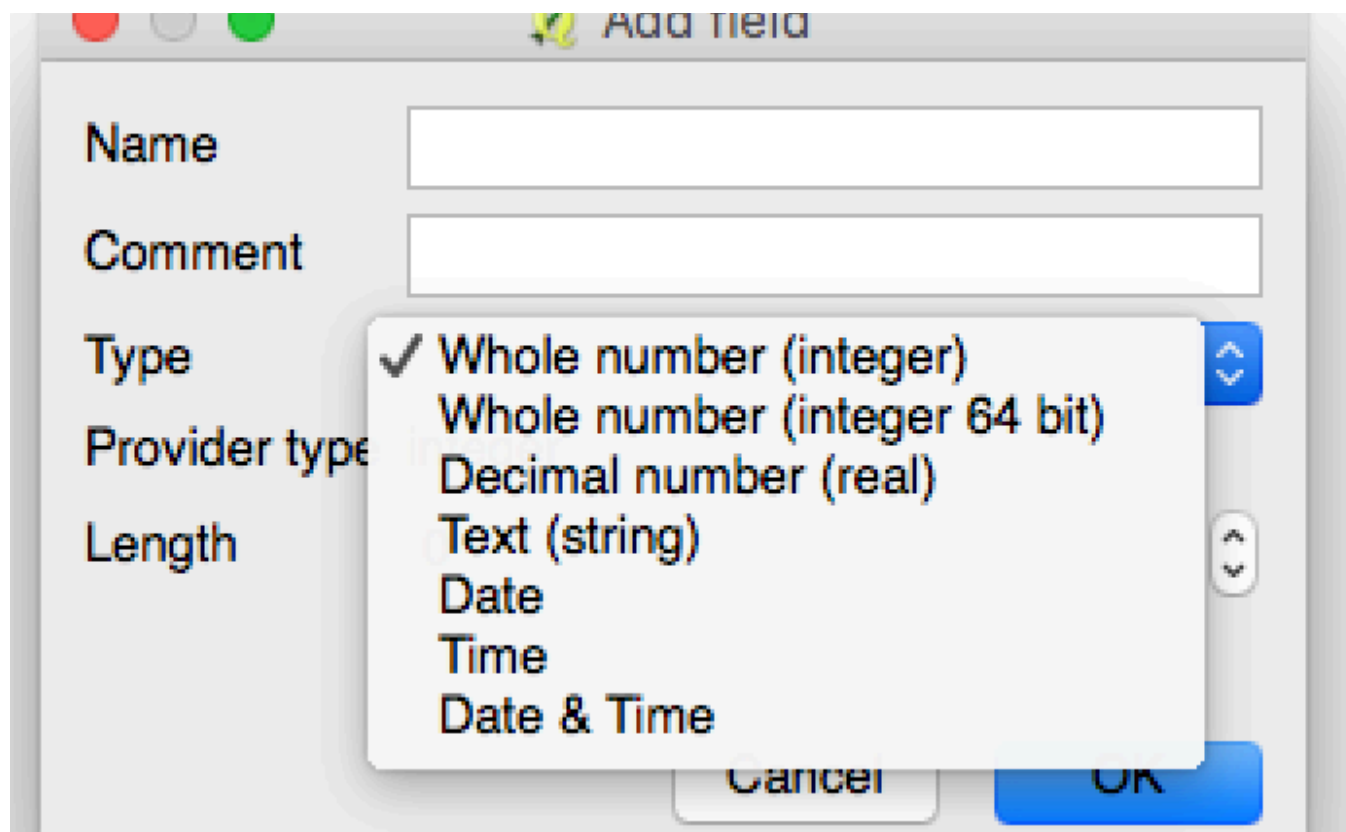 Add field
Name
Comment
Type
✓ Whole number (integer)
Whole number (integer 64 bit)
Provider type integer
Decimal number (real)
Length
Text (string)
Date
Time
Date & Time
Cancel
OK